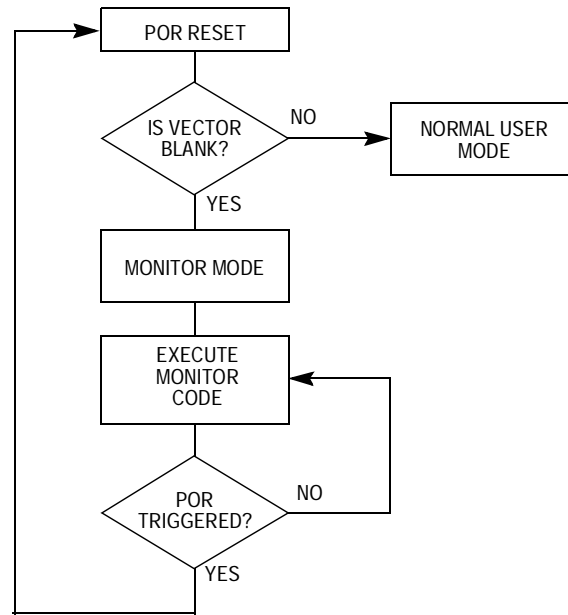 POR RESET
IS VECTOR
BLANK?
NO
NORMAL USER
MODE
YES
MONITOR MODE
EXECUTE
MONITOR
CODE
POR
TRIGGERED?
NO
YES